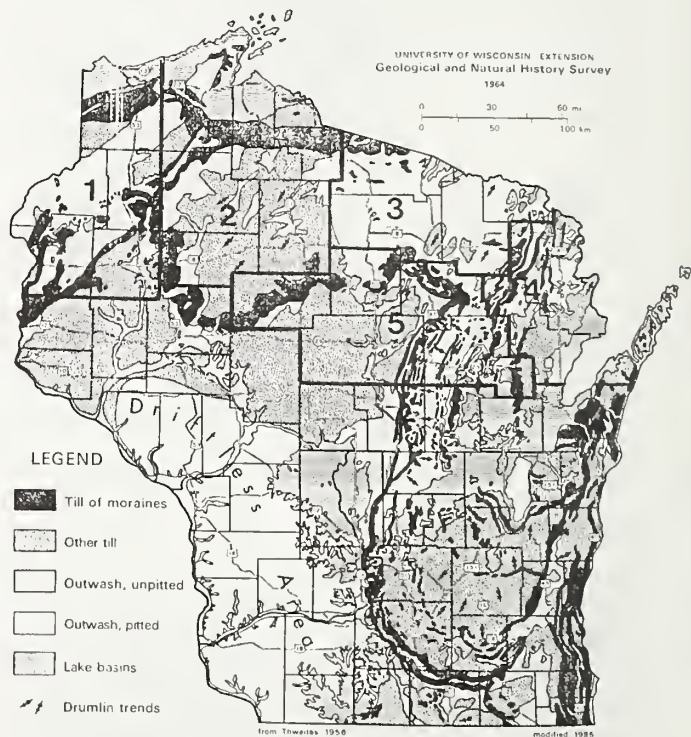 UNIVERSITY OF WISCONSIN EXTENSION
Geological and Natural History Survey
1964
0 60 mi.
0 50 100 km
1
2
3
5
Driftless Area
LEGEND
Till of moraines
Other till
Outwash, unpitted
Outwash, pitted
Lake basins
Drumlin trends
from Thwaites 1956
modified 1985